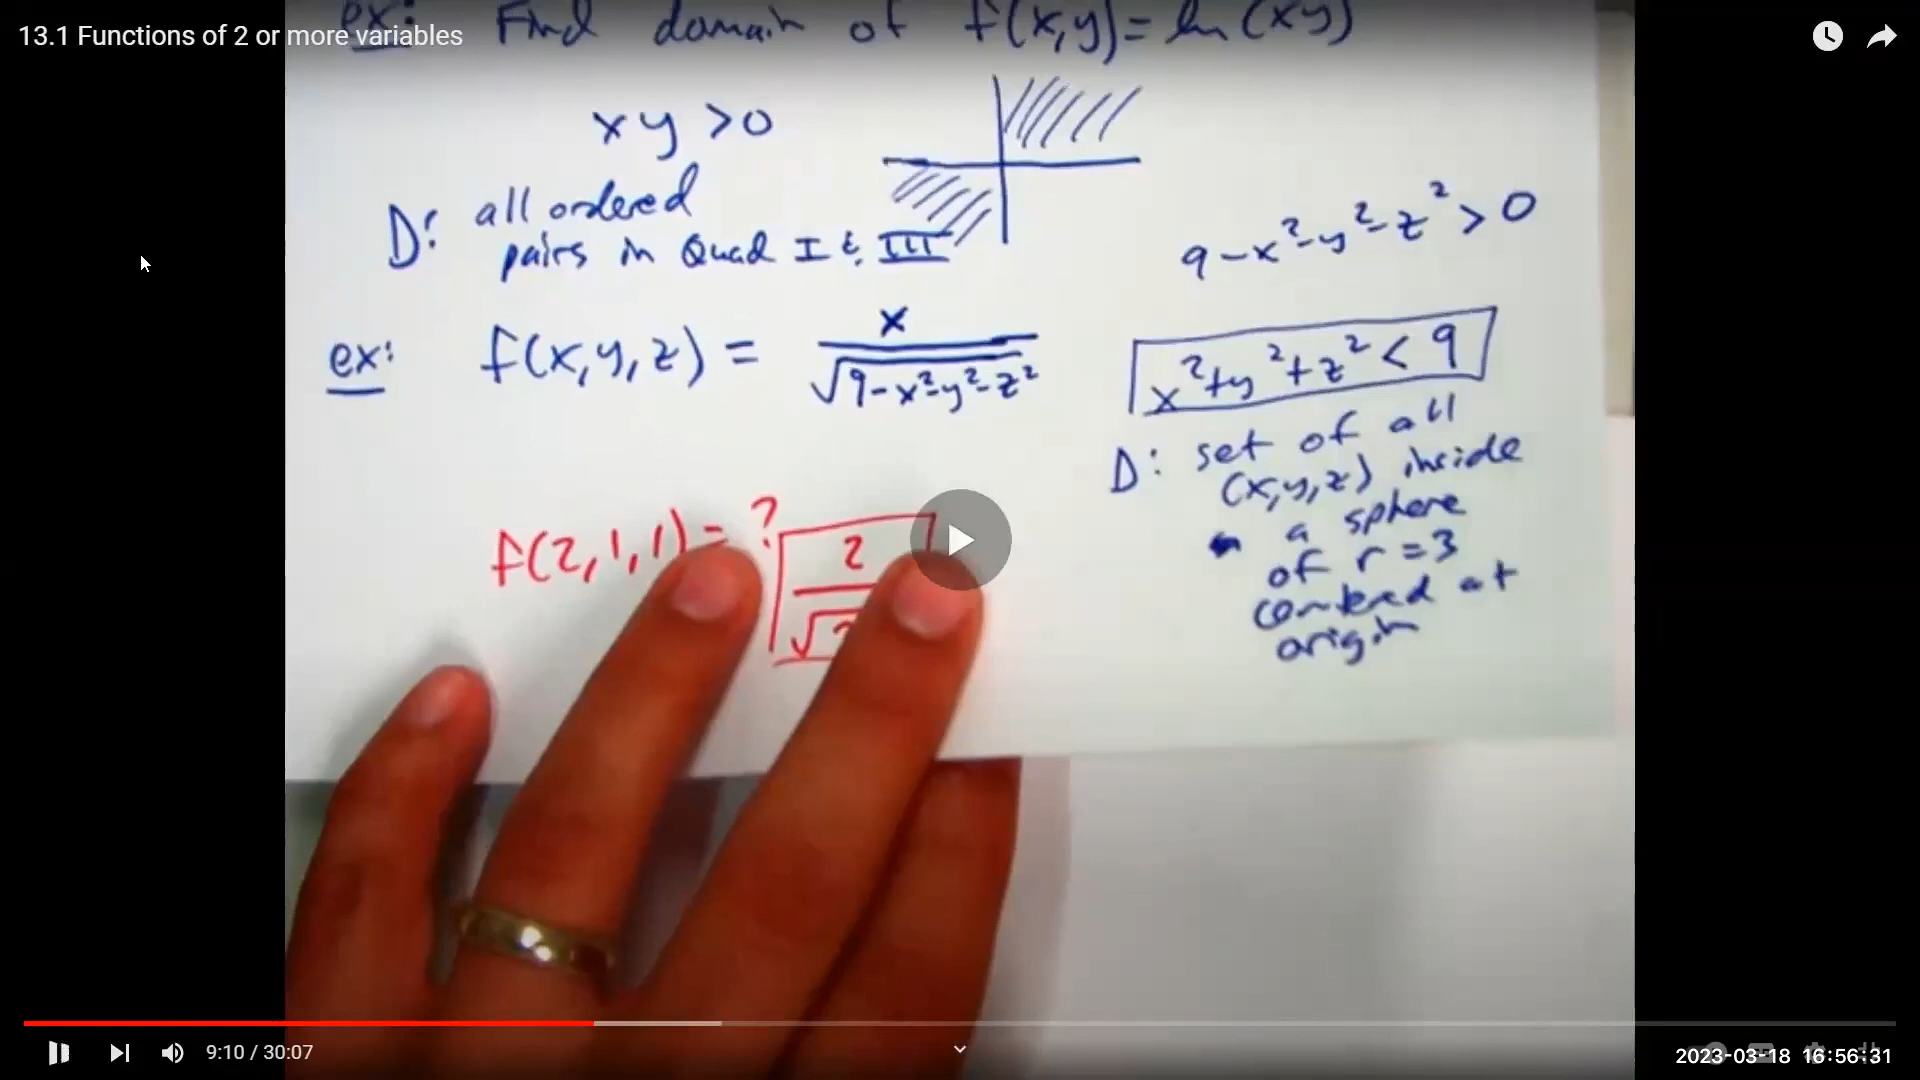 13.1 Functions of 2 or more variables
ex: Find domain of f(x,y) = ln(xy)
xy > 0
D: all ordered
pairs in Quad I & III
9 - x² - y² - z² > 0
ex: f(x,y,z) = x / √(9 - x² - y² - z²)
x² + y² + z² < 9
D: set of all
(x,y,z) inside
a sphere
of r = 3
centered at
origin
f(2,1,1) = ?
2
√
9:10 / 30:07
2023-03-18 16:56:31